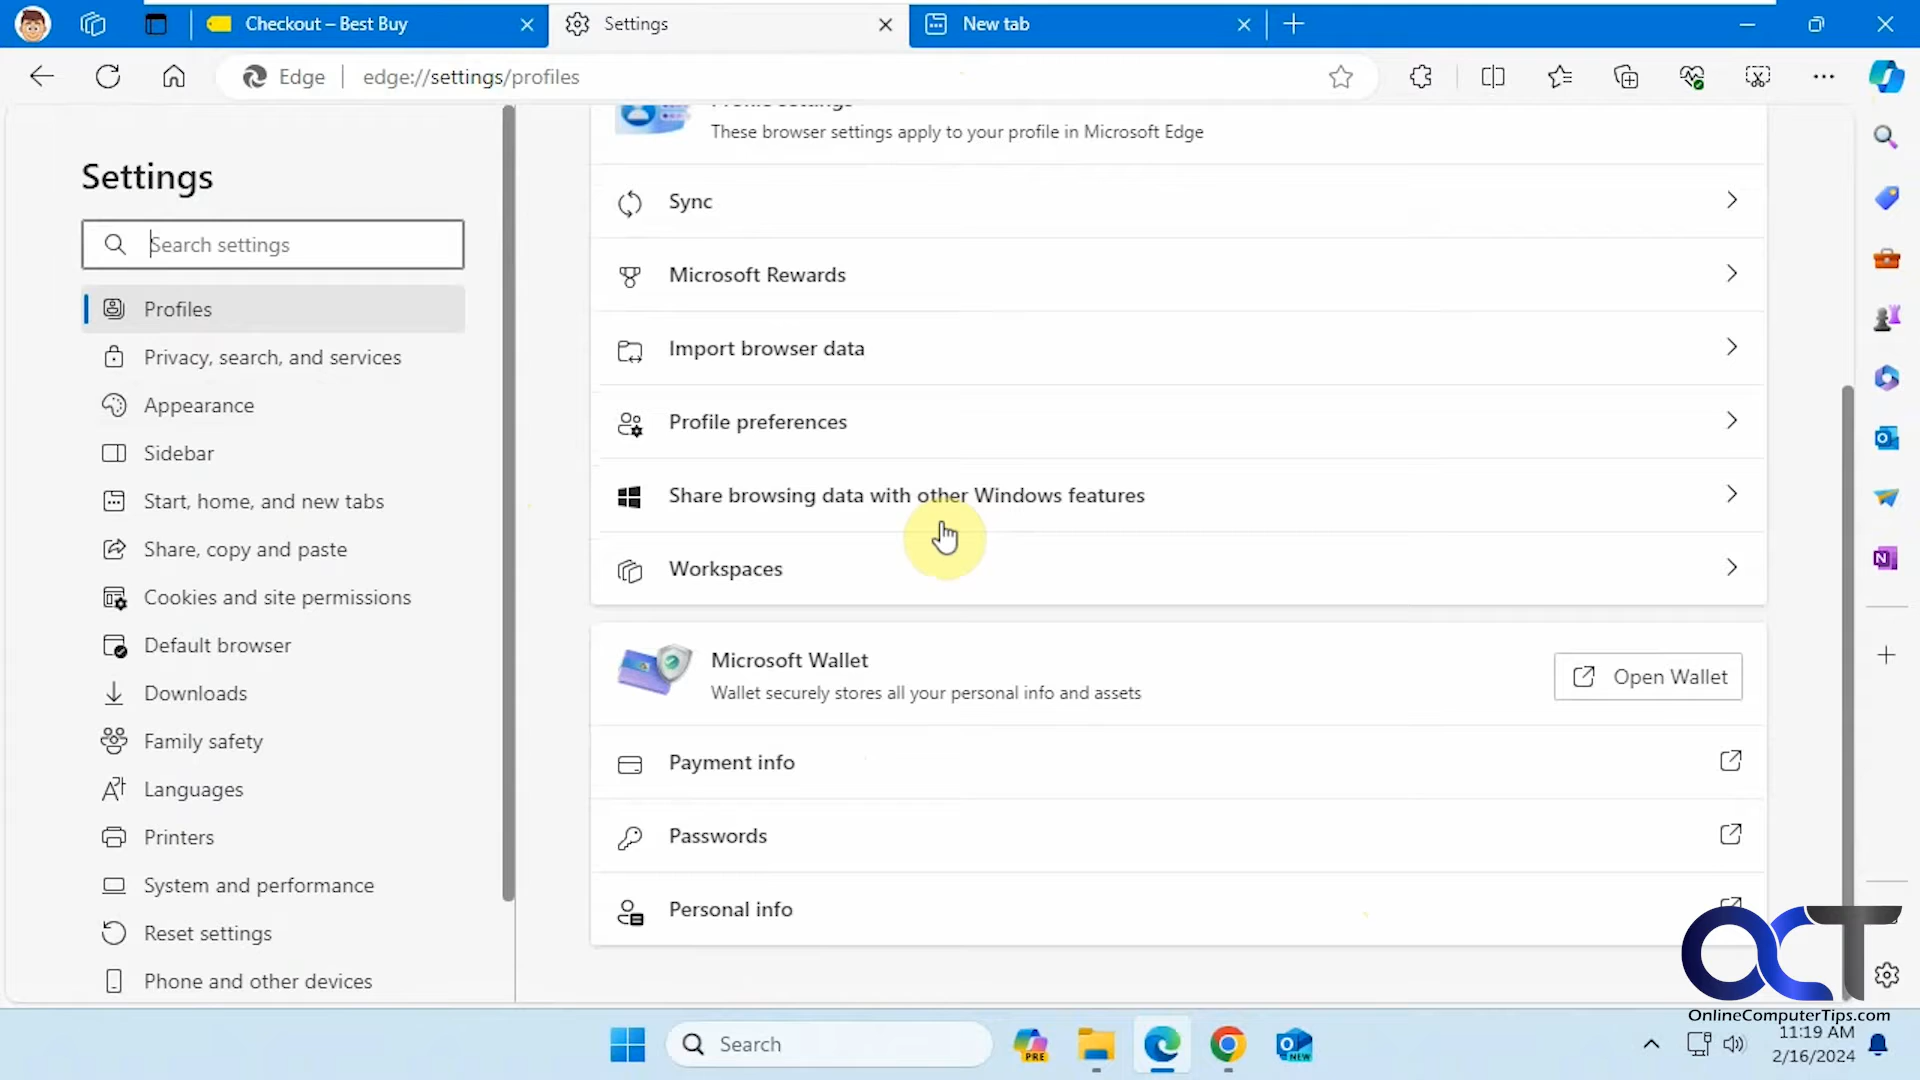 Checkout – Best Buy
Settings
New tab
Edge
edge://settings/profiles
Settings
Search settings
Profiles
Privacy, search, and services
Appearance
Sidebar
Start, home, and new tabs
Share, copy and paste
Cookies and site permissions
Default browser
Downloads
Family safety
Languages
Printers
System and performance
Reset settings
Phone and other devices
These browser settings apply to your profile in Microsoft Edge
Sync
Microsoft Rewards
Import browser data
Profile preferences
Share browsing data with other Windows features
Workspaces
Microsoft Wallet
Wallet securely stores all your personal info and assets
Open Wallet
Payment info
Passwords
Personal info
OCT
OnlineComputerTips.com
Search
PRE
NEW
11:19 AM
2/16/2024